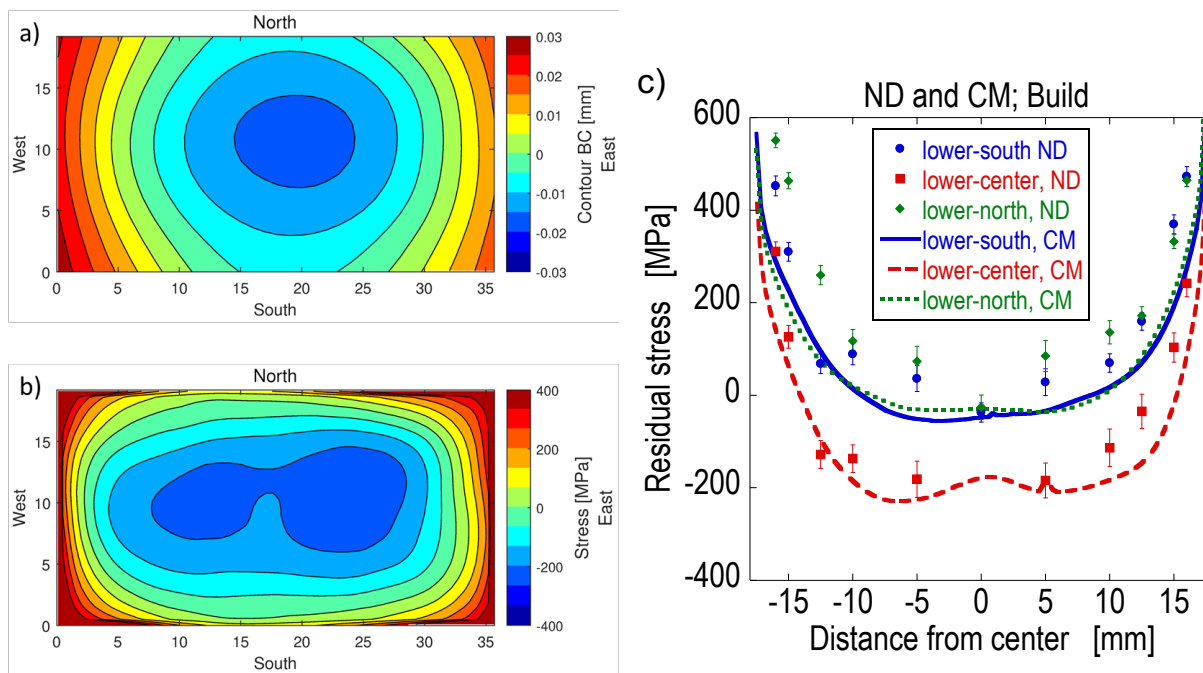 a)
North
West
15
10
5
0
0 5 10 15 20 25 30 35
South
0.03
0.02
0.01
0
-0.01
-0.02
-0.03
Contour BC [mm]
East
b)
North
West
15
10
5
0
0 5 10 15 20 25 30 35
South
400
200
0
-200
-400
Stress [MPa]
East
c)
ND and CM; Build
600
400
200
0
-200
-400
Residual stress [MPa]
lower-south ND
lower-center, ND
lower-north, ND
lower-south, CM
lower-center, CM
lower-north, CM
-15 -10 -5 0 5 10 15
Distance from center [mm]